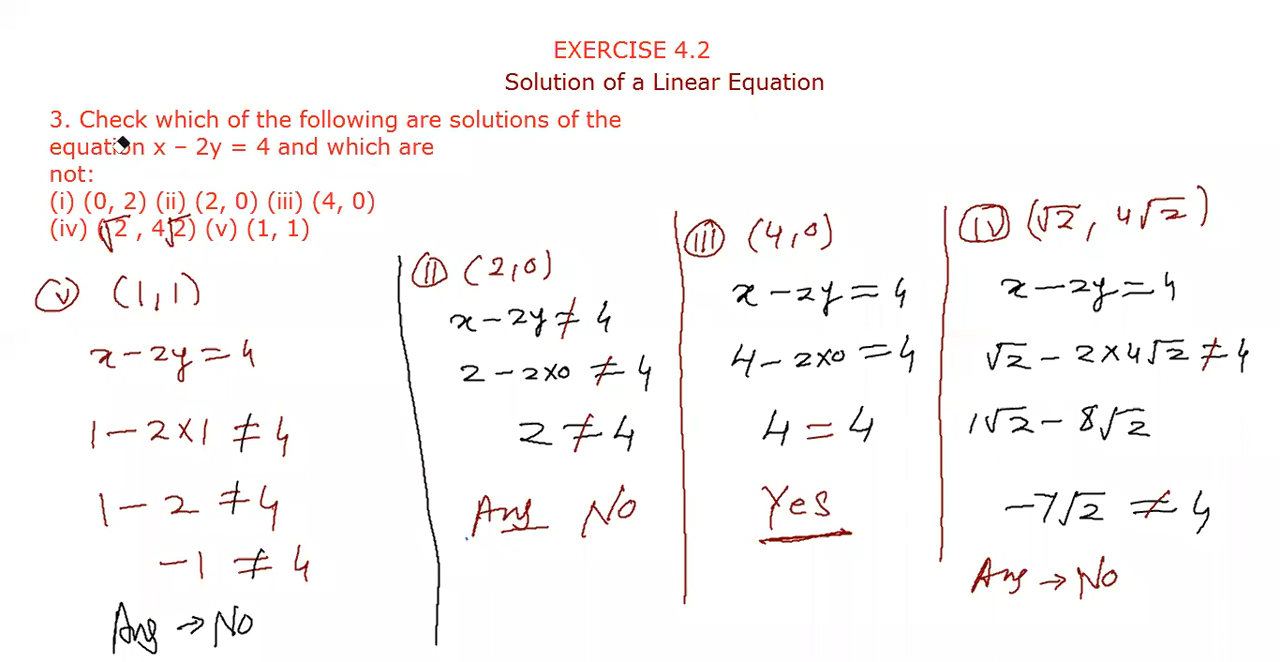 EXERCISE 4.2
Solution of a Linear Equation
3. Check which of the following are solutions of the
equation x – 2y = 4 and which are
not:
(i) (0, 2) (ii) (2, 0) (iii) (4, 0)
(iv) (√2 , 4√2) (v) (1, 1)
(v) (1,1)
x - 2y = 4
1 - 2×1 ≠ 4
1 - 2 ≠ 4
-1 ≠ 4
Ans → No
(ii) (2,0)
x - 2y ≠ 4
2 - 2×0 ≠ 4
2 ≠ 4
Ans No
(iii) (4,0)
x - 2y = 4
4 - 2×0 = 4
4 = 4
Yes
(iv) (√2, 4√2)
x - 2y = 4
√2 - 2×4√2 ≠ 4
1√2 - 8√2
-7√2 ≠ 4
Ans → No